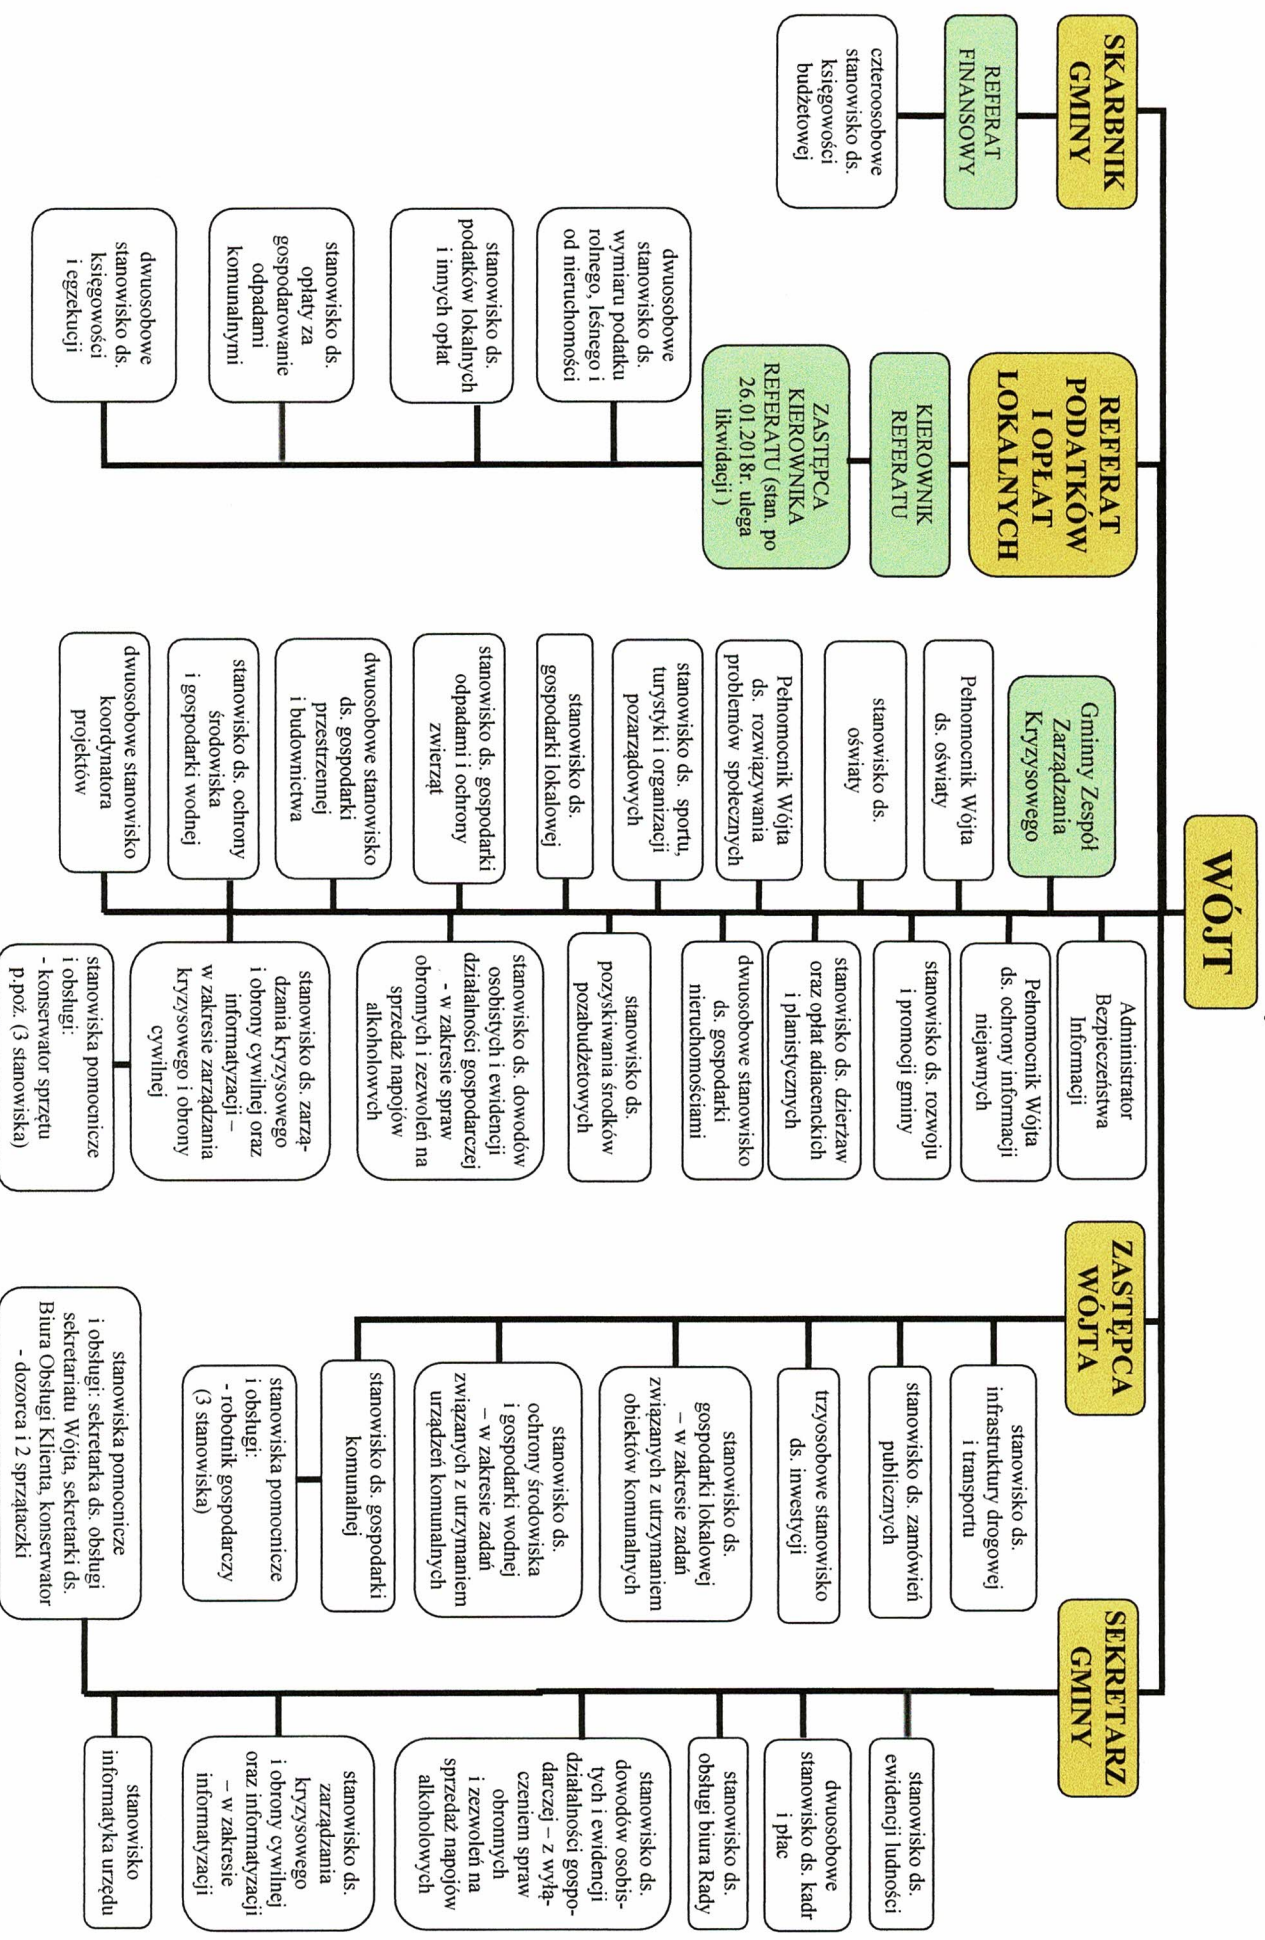 WÓJT
SKARBNIK
GMINY
REFERAT
FINANSOWY
czteroosobowe
stanowisko ds.
księgowości
budżetowej
REFERAT
PODATKÓW
I OPŁAT
LOKALNYCH
KIEROWNIK
REFERATU
ZASTĘPCA
KIEROWNIKA
REFERATU (stan. po
26.01.2018r. ulega
likwidacji )
dwuosobowe
stanowisko ds.
wymiaru podatku
rolnego, leśnego i
od nieruchomości
stanowisko ds.
podatków lokalnych
i innych opłat
stanowisko ds.
opłaty za
gospodarowanie
odpadami
komunalnymi
dwuosobowe
stanowisko ds.
księgowości
i egzekucji
Gminny Zespół
Zarządzania
Kryzysowego
Pełnomocnik Wójta
ds. oświaty
stanowisko ds.
oświaty
Pełnomocnik Wójta
ds. rozwiązywania
problemów społecznych
stanowisko ds. sportu,
turystyki i organizacji
pozarządowych
stanowisko ds.
gospodarki lokalowej
stanowisko ds. gospodarki
odpadami i ochrony
zwierząt
dwuosobowe stanowisko
ds. gospodarki
przestrzennej
i budownictwa
stanowisko ds. ochrony
środowiska
i gospodarki wodnej
dwuosobowe stanowisko
koordynatora
projektów
Administrator
Bezpieczeństwa
Informacji
Pełnomocnik Wójta
ds. ochrony informacji
niejawnych
stanowisko ds. rozwoju
i promocji gminy
stanowisko ds. dzierżaw
oraz opłat adiacenckich
i planistycznych
dwuosobowe stanowisko
ds. gospodarki
nieruchomościami
stanowisko ds.
pozyskiwania środków
pozabudżetowych
stanowisko ds. dowodów
osobistych i ewidencji
działalności gospodarczej
- w zakresie spraw
obronnych i zezwoleń na
sprzedaż napojów
alkoholowych
stanowisko ds. zarzą-
dzania kryzysowego
i obrony cywilnej oraz
informatyzacji –
w zakresie zarządzania
kryzysowego i obrony
cywilnej
stanowiska pomocnicze
i obsługi:
- konserwator sprzętu
p.poż. (3 stanowiska)
ZASTĘPCA
WÓJTA
stanowisko ds.
infrastruktury drogowej
i transportu
stanowisko ds. zamówień
publicznych
trzyosobowe stanowisko
ds. inwestycji
stanowisko ds.
gospodarki lokalowej
– w zakresie zadań
związanych z utrzymaniem
obiektów komunalnych
stanowisko ds.
ochrony środowiska
i gospodarki wodnej
– w zakresie zadań
związanych z utrzymaniem
urządzeń komunalnych
stanowisko ds. gospodarki
komunalnej
stanowiska pomocnicze
i obsługi:
- robotnik gospodarczy
(3 stanowiska)
SEKRETARZ
GMINY
stanowisko ds.
ewidencji ludności
dwuosobowe
stanowisko ds. kadr
i płac
stanowisko ds.
obsługi biura Rady
stanowisko ds.
dowodów osobis-
tych i ewidencji
działalności gospo-
darczej – z wyłą-
czeniem spraw
obronnych
i zezwoleń na
sprzedaż napojów
alkoholowych
stanowisko ds.
zarządzania
kryzysowego
i obrony cywilnej
oraz informatyzacji
– w zakresie
informatyzacji
stanowisko
informatyka urzędu
stanowiska pomocnicze
i obsługi: sekretarka ds. obsługi
sekretariatu Wójta, sekretarki ds.
Biura Obsługi Klienta, konserwator
- dozorca i 2 sprzątaczki